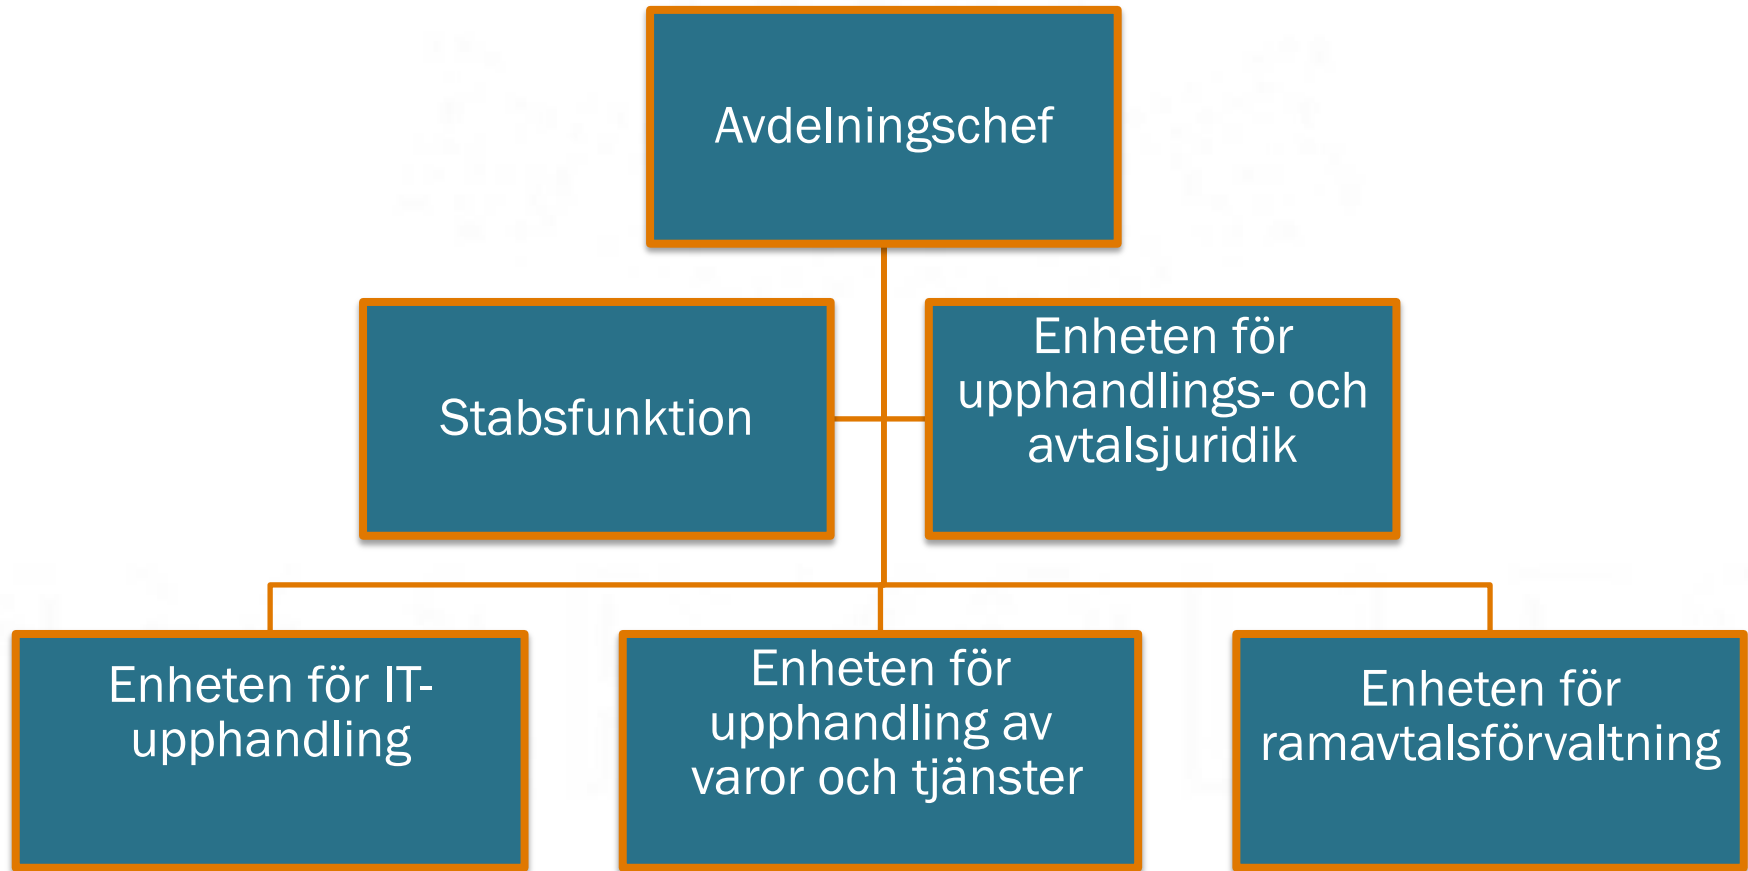 Avdelningschef
Stabsfunktion
Enheten för
upphandlings- och
avtalsjuridik
Enheten för IT-
upphandling
Enheten för
upphandling av
varor och tjänster
Enheten för
ramavtalsförvaltning